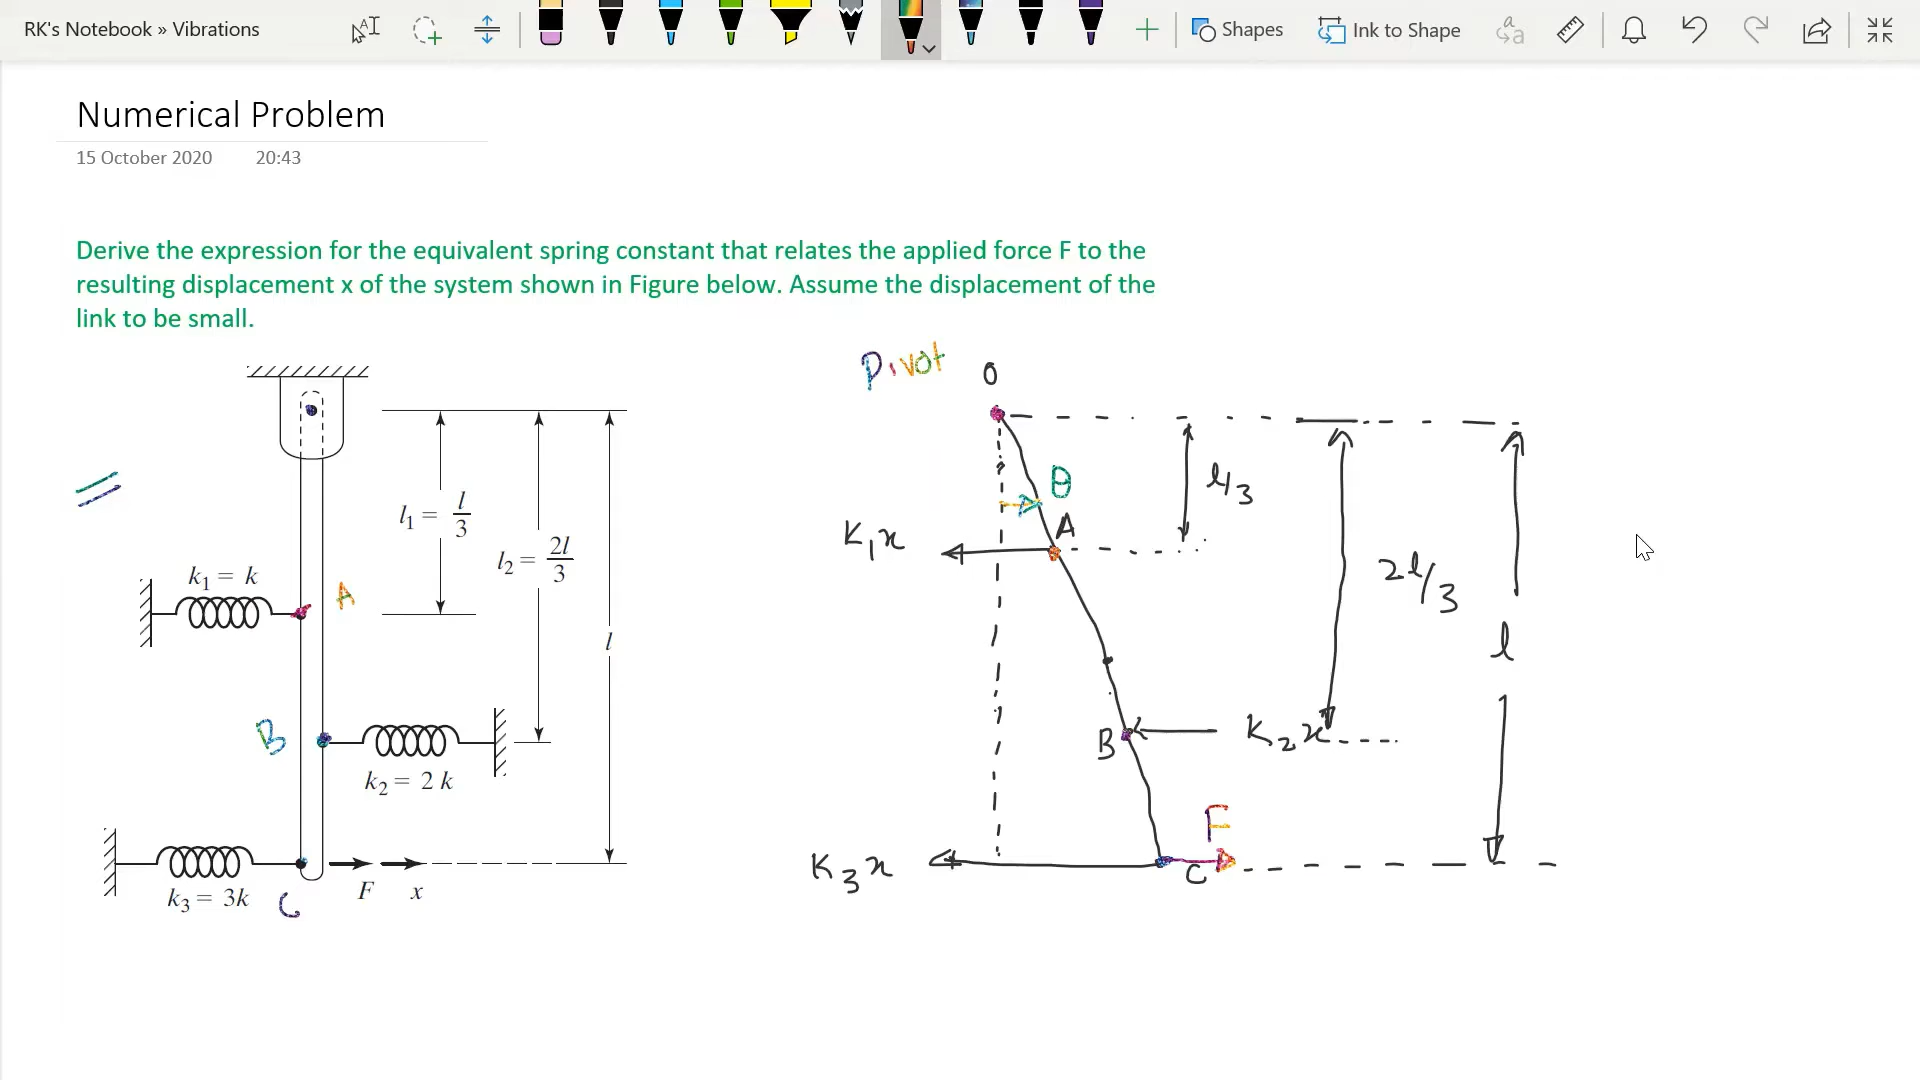 RK's Notebook » Vibrations
Shapes
Ink to Shape
Numerical Problem
15 October 2020 20:43
Derive the expression for the equivalent spring constant that relates the applied force F to the
resulting displacement x of the system shown in Figure below. Assume the displacement of the
link to be small.
l₁ = l/3
l₂ = 2l/3
k₁ = k
A
l
B
k₂ = 2 k
F x
k₃ = 3k
C
Pivot
O
θ
l/3
A
K₁x
2l/3
l
B
K₂x
F
K₃x
C